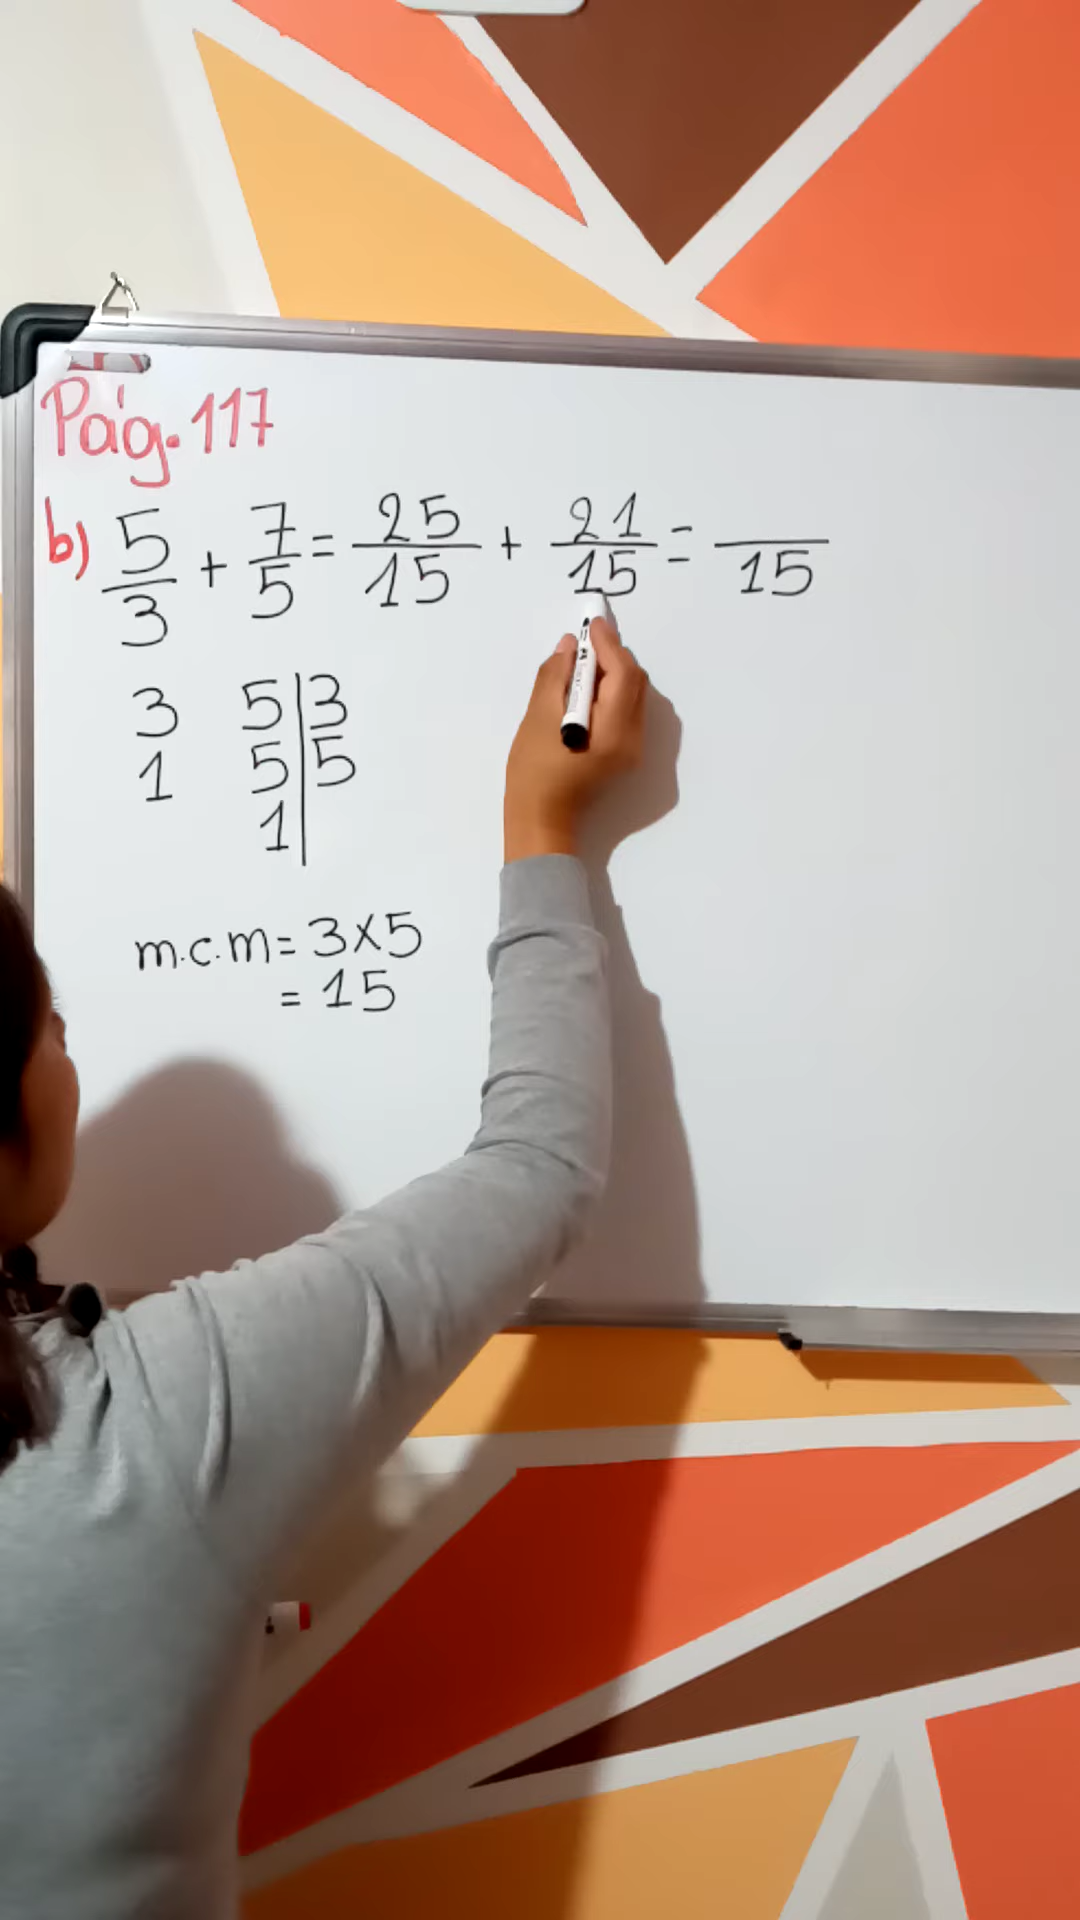 Pág. 117
b) 5/3 + 7/5 = 25/15 + 21/15 = /15
3 5|3
1 5|5
1|
m.c.m = 3x5
= 15